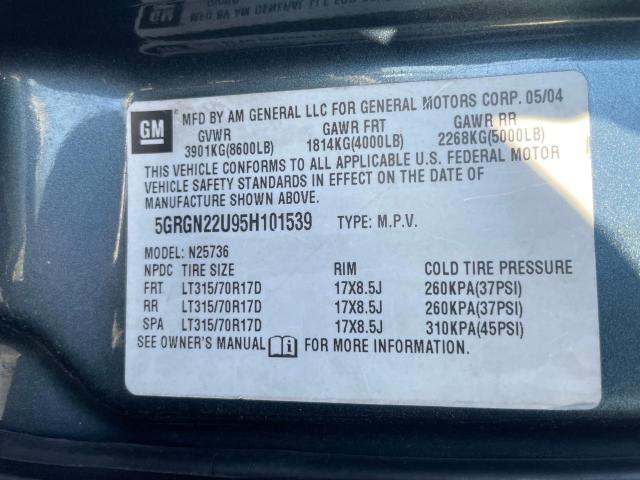 GM
MFD BY AM GENERAL LLC FOR GENERAL MOTORS CORP. 05/04
GVWR GAWR FRT GAWR RR
3901KG(8600LB) 1814KG(4000LB) 2268KG(5000LB)
THIS VEHICLE CONFORMS TO ALL APPLICABLE U.S. FEDERAL MOTOR
VEHICLE SAFETY STANDARDS IN EFFECT ON THE DATE OF
MANUFACTURE SHOWN ABOVE.
5GRGN22U95H101539 TYPE: M.P.V.
MODEL: N25736
NPDC TIRE SIZE RIM COLD TIRE PRESSURE
FRT LT315/70R17D 17X8.5J 260KPA(37PSI)
RR LT315/70R17D 17X8.5J 260KPA(37PSI)
SPA LT315/70R17D 17X8.5J 310KPA(45PSI)
SEE OWNER'S MANUAL i FOR MORE INFORMATION.